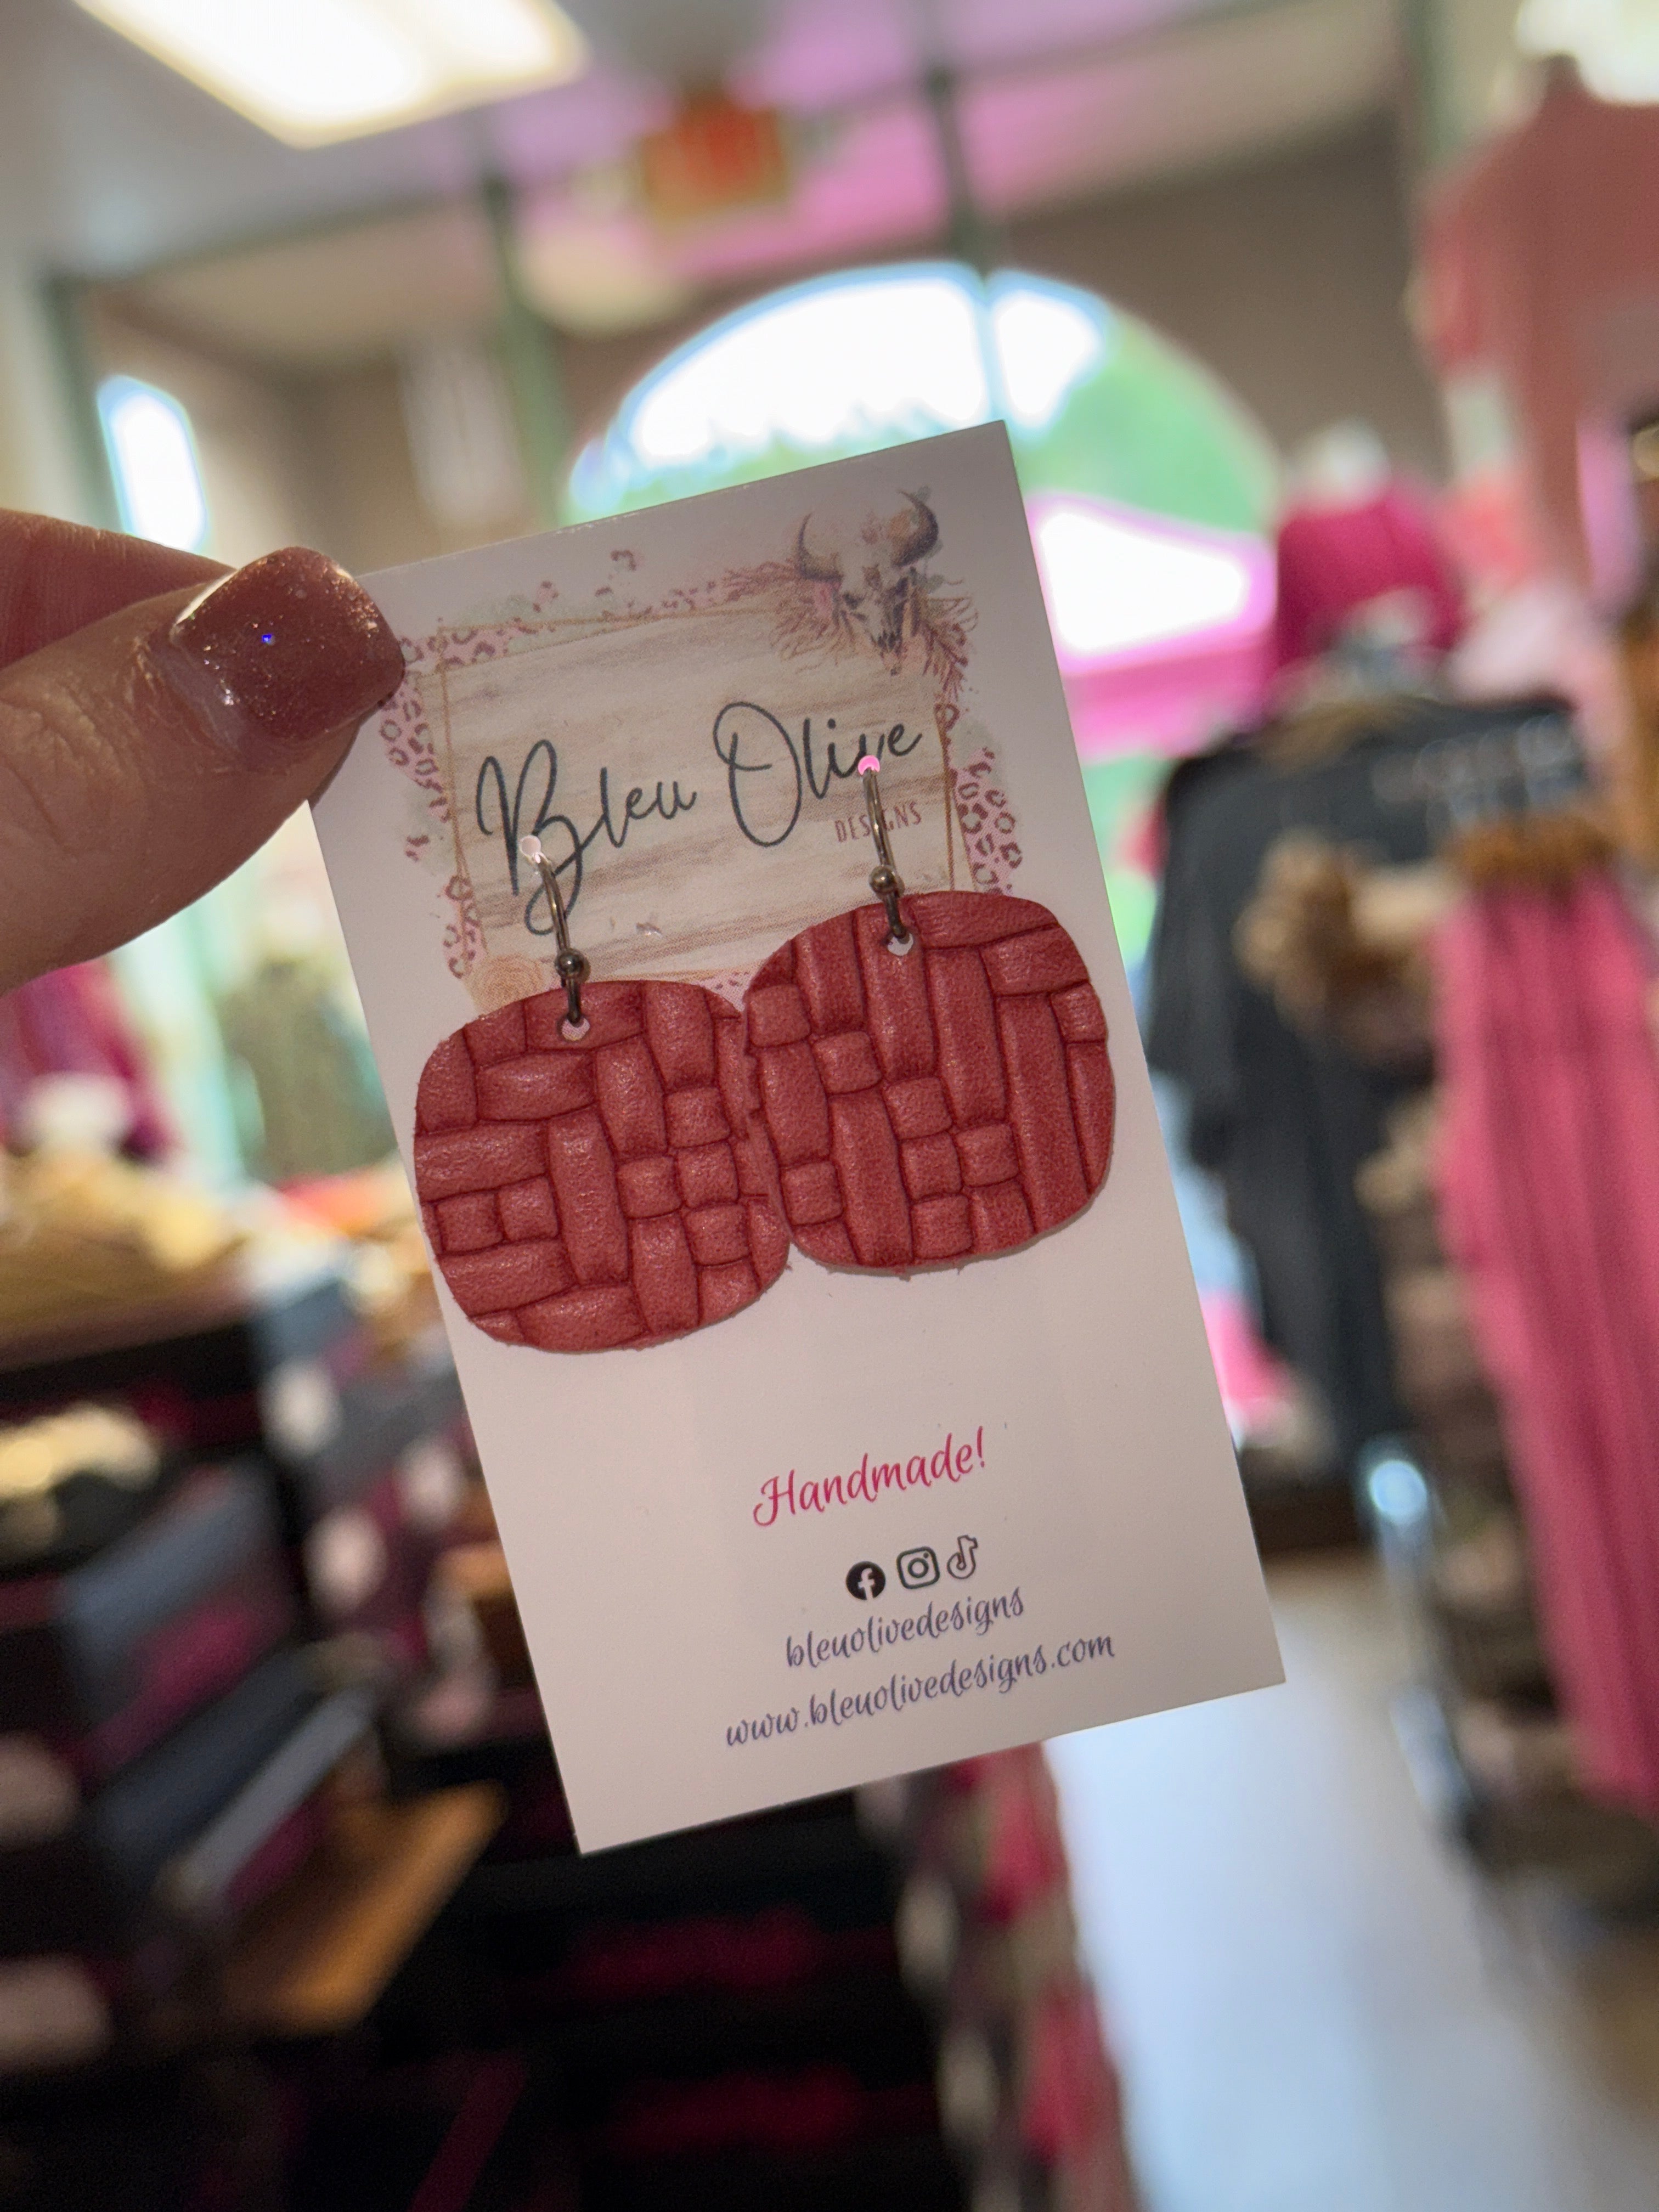 Bleu Olive
DESIGNS
Handmade!
bleuolivedesigns
www.bleuolivedesigns.com